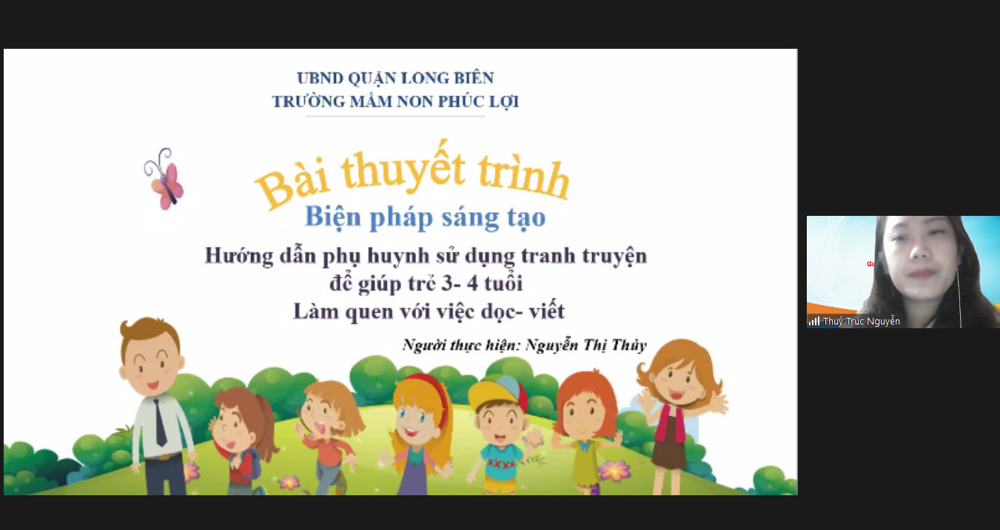 UBND QUẬN LONG BIÊN
TRƯỜNG MẦM NON PHÚC LỢI
Bài thuyết trình
Biện pháp sáng tạo
Hướng dẫn phụ huynh sử dụng tranh truyện
để giúp trẻ 3- 4 tuổi
Làm quen với việc dọc- viết
Người thực hiện: Nguyễn Thị Thủy
Thuỷ Trúc Nguyễn
XXXX